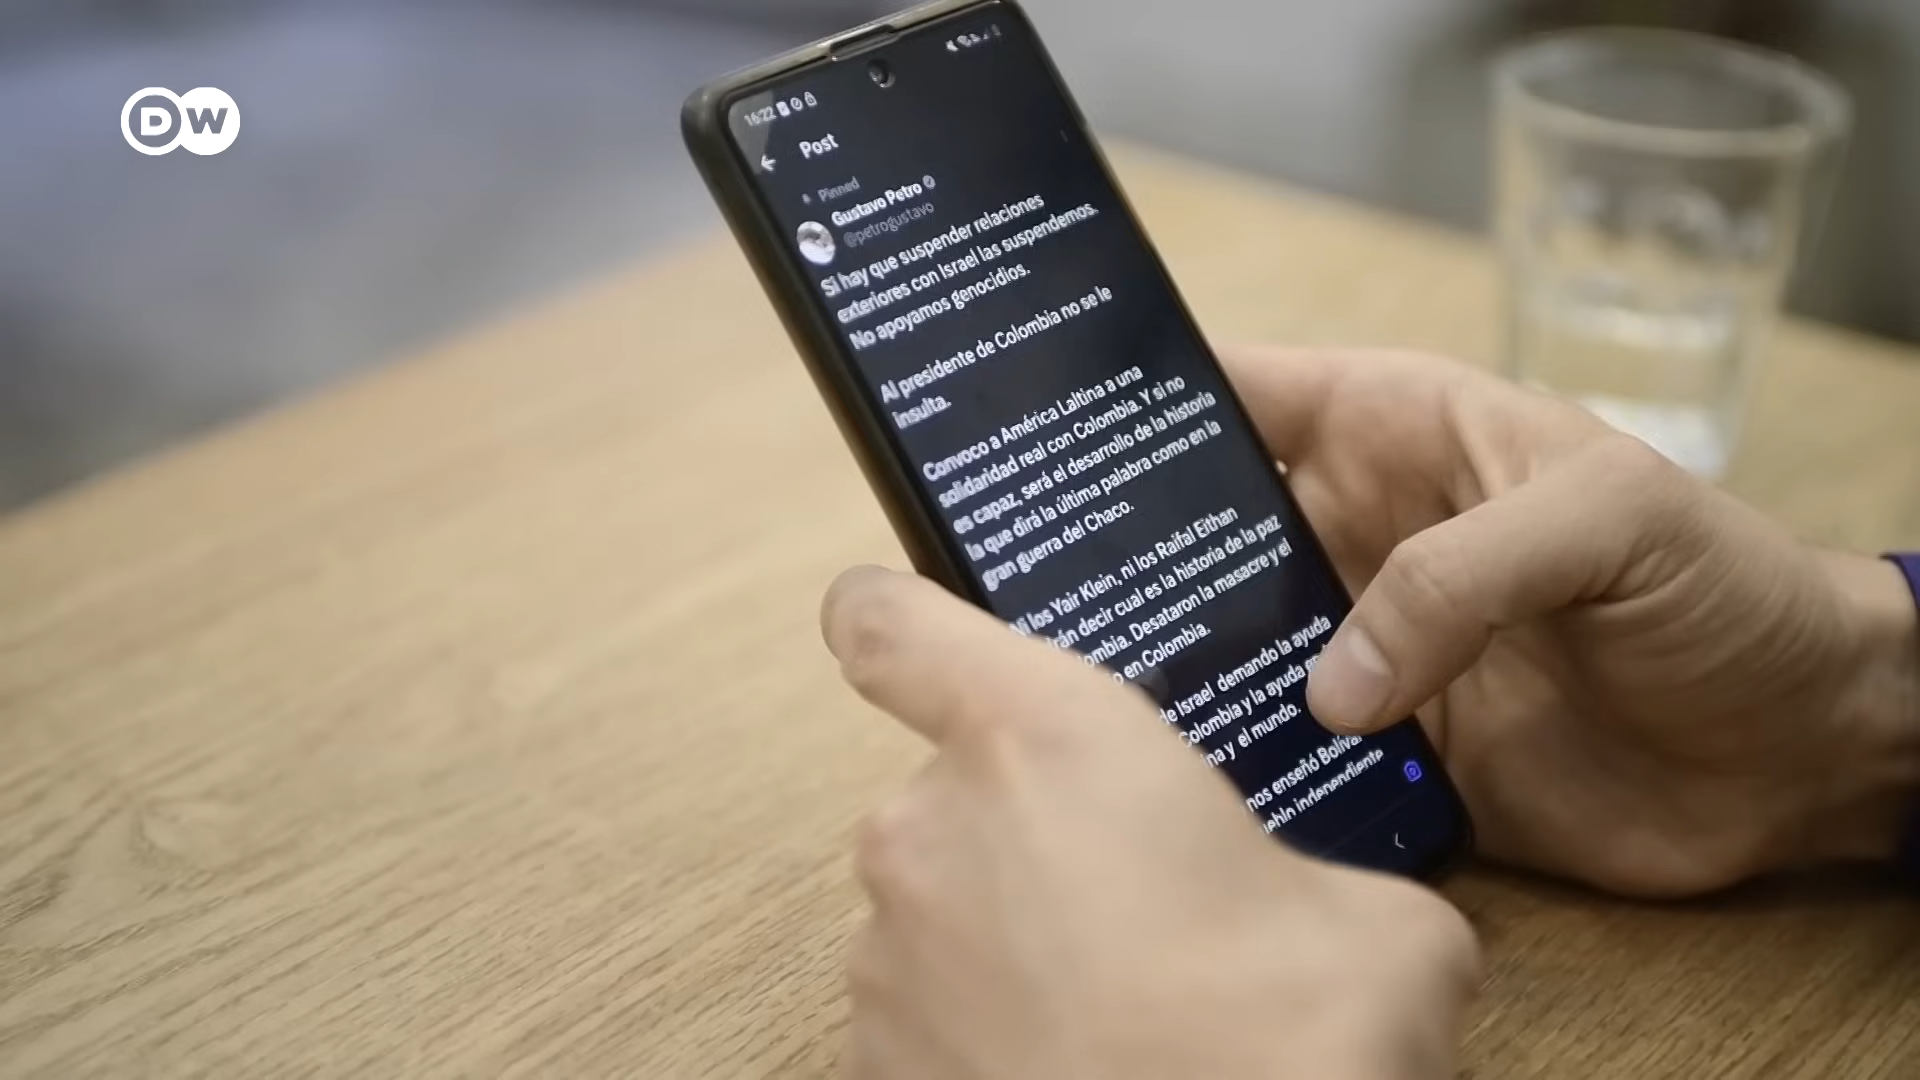 DW
16:22
Post
Pinned
Gustavo Petro
@petrogustavo
Si hay que suspender relaciones
exteriores con Israel las suspendemos.
No apoyamos genocidios.
Al presidente de Colombia no se le
insulta.
Convoco a América Laltina a una
solidaridad real con Colombia. Y si no
es capaz, será el desarrollo de la historia
la que dirá la última palabra como en la
gran guerra del Chaco.
Ni los Yair Klein, ni los Raifal Eithan
decir cual es la historia de la paz
Desataron la masacre y el
en Colombia.
de Israel demando la ayuda
Colombia y la ayuda
y el mundo.
nos enseñó Bolívar
independiente